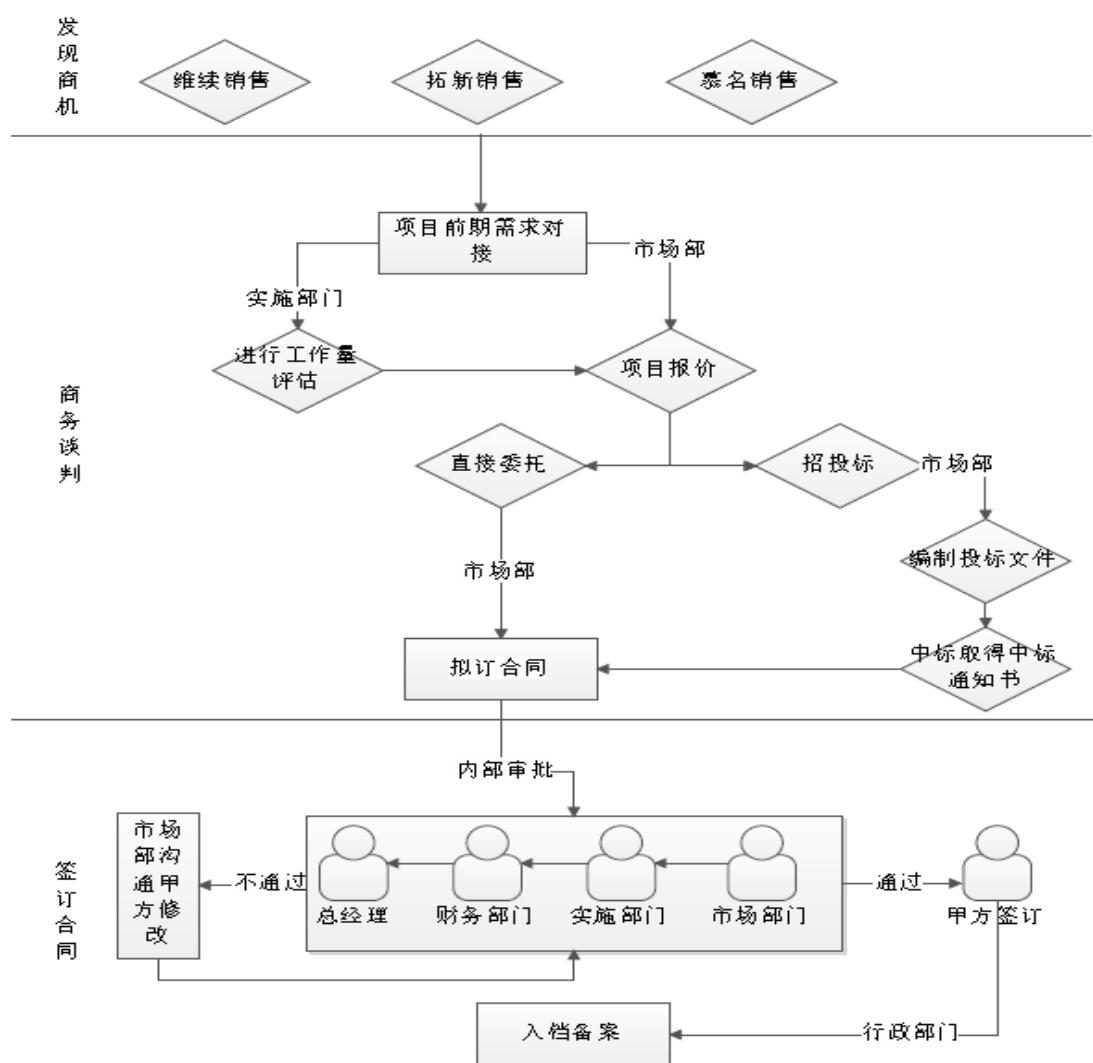 发
现
商
机
维续销售
拓新销售
慕名销售
项目前期需求对
接
市场部
实施部门
进行工作量
评估
项目报价
商
务
谈
判
直接委托
招投标
市场部
编制投标文件
市场部
拟订合同
中标取得中标
通知书
内部审批
签
订
合
同
市场
部沟
通甲
方修
改
不通过
总经理
财务部门
实施部门
市场部门
通过
甲方签订
入档备案
行政部门